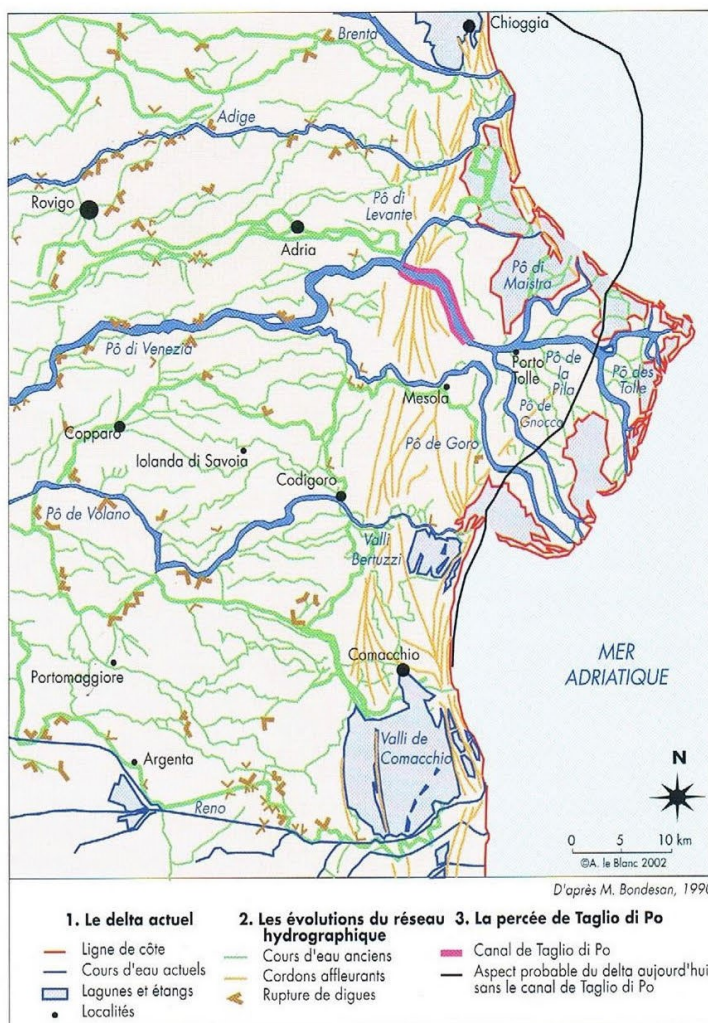 Chioggia
Brenta
Adige
Rovigo
Pô di
Levante
Adria
Pô di
Maistra
Pô di Venezia
Porto
Tolle
Pô de
la
Pila
Pô des
Tolle
Mesola
Pô de
Gnocca
Copparo
Iolanda di Savoia
Pô de Goro
Codigoro
Pô de Volano
Valli
Bertuzzi
MER
ADRIATIQUE
Comacchio
Portomaggiore
Valli de
Comacchio
Argenta
N
Reno
0 5 10 km
©A. le Blanc 2002
D'après M. Bondesan, 1990
1. Le delta actuel
Ligne de côte
Cours d'eau actuels
Lagunes et étangs
Localités
2. Les évolutions du réseau
hydrographique
Cours d'eau anciens
Cordons affleurants
Rupture de digues
3. La percée de Taglio di Po
Canal de Taglio di Po
Aspect probable du delta aujourd'hui
sans le canal de Taglio di Po